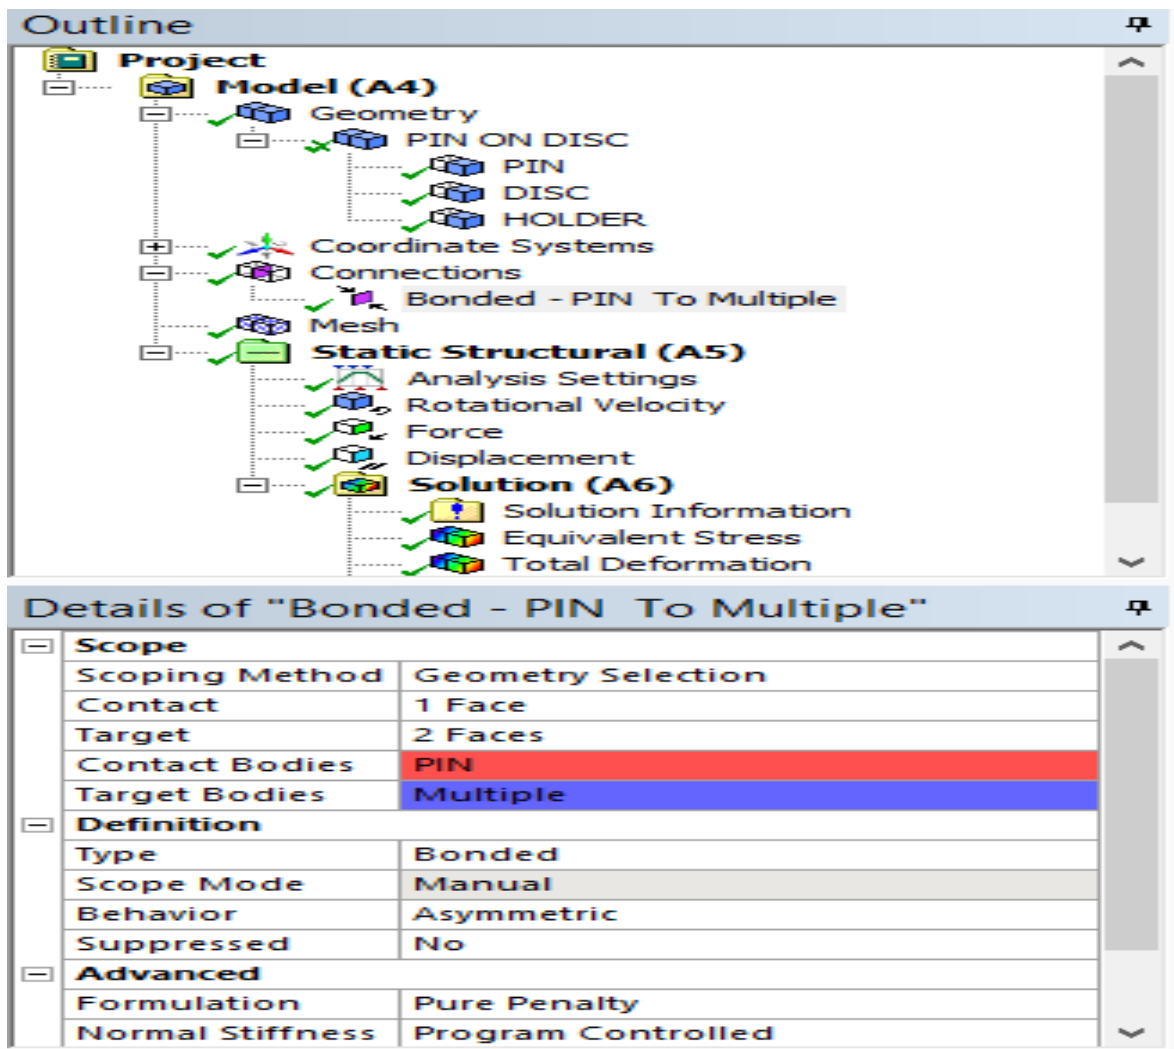 Outline
Project
Model (A4)
Geometry
PIN ON DISC
PIN
DISC
HOLDER
Coordinate Systems
Connections
Bonded - PIN  To Multiple
Mesh
Static Structural (A5)
Analysis Settings
Rotational Velocity
Force
Displacement
Solution (A6)
Solution Information
Equivalent Stress
Total Deformation
Details of "Bonded - PIN  To Multiple"
Scope
Scoping Method Geometry Selection
Contact 1 Face
Target 2 Faces
Contact Bodies PIN
Target Bodies Multiple
Definition
Type Bonded
Scope Mode Manual
Behavior Asymmetric
Suppressed No
Advanced
Formulation Pure Penalty
Normal Stiffness Program Controlled